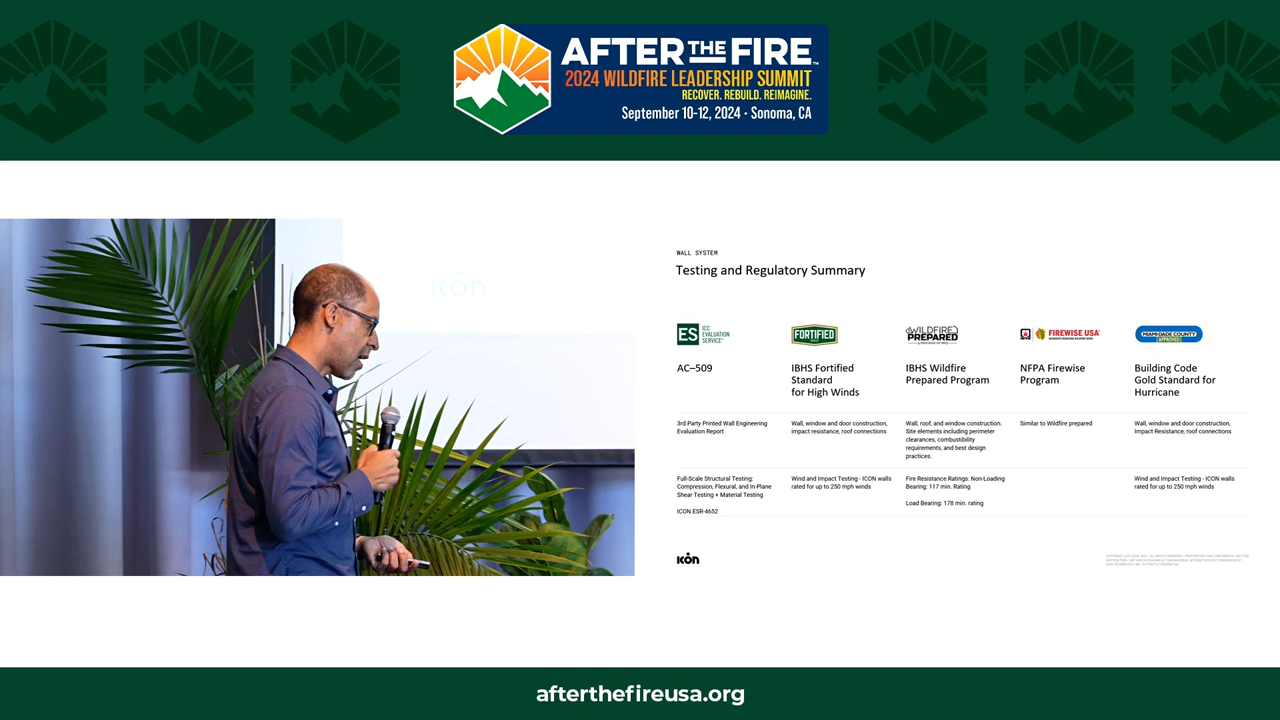 AFTER THE FIRE™
2024 WILDFIRE LEADERSHIP SUMMIT
RECOVER. REBUILD. REIMAGINE.
September 10-12, 2024 · Sonoma, CA
ICON
WALL SYSTEM
Testing and Regulatory Summary
ES ICC
EVALUATION
SERVICE®
AC–509
3rd Party Printed Wall Engineering
Evaluation Report
Full-Scale Structural Testing:
Compression, Flexural, and In-Plane
Shear Testing + Material Testing
ICON ESR-4652
FORTIFIED
IBHS Fortified
Standard
for High Winds
Wall, window and door construction,
impact resistance, roof connections
Wind and Impact Testing - ICON walls
rated for up to 250 mph winds
WILDFIRE
PREPARED
IBHS Wildfire
Prepared Program
Wall, roof, and window construction.
Site elements including perimeter
clearances, combustibility
requirements, and best design
practices.
Fire Resistance Ratings: Non-Loading
Bearing: 117 min. Rating
Load Bearing: 178 min. rating
FIREWISE USA®
NFPA Firewise
Program
Similar to Wildfire prepared
MIAMI-DADE COUNTY
APPROVED
Building Code
Gold Standard for
Hurricane
Wall, window and door construction,
Impact Resistance, roof connections
Wind and Impact Testing - ICON walls
rated for up to 250 mph winds
ICON
afterthefireusa.org